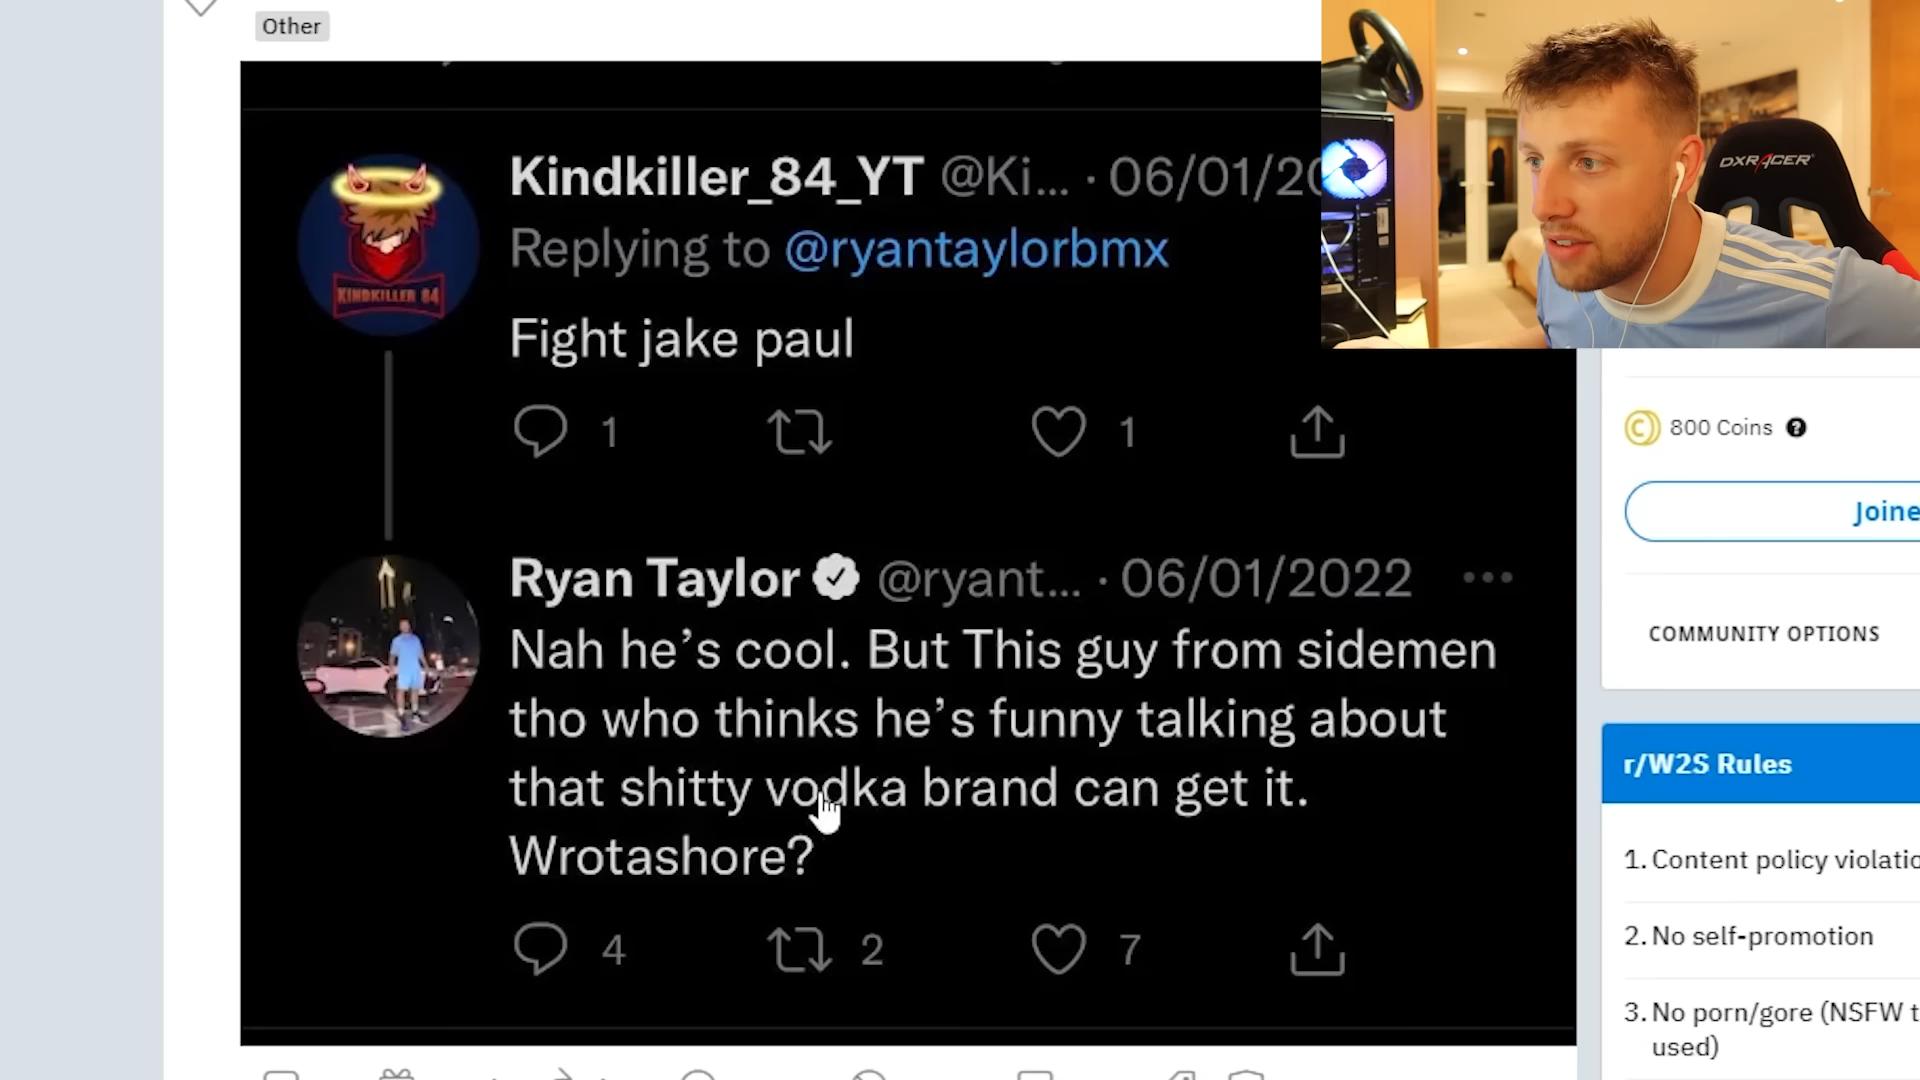 Other
DXRACER
Kindkiller_84_YT @Ki... · 06/01/20
Replying to @ryantaylorbmx
KINDKILLER 84
Fight jake paul
1 1
800 Coins ?
Joine
Ryan Taylor @ryant... · 06/01/2022
Nah he’s cool. But This guy from sidemen
tho who thinks he’s funny talking about
that shitty vodka brand can get it.
Wrotashore?
4 2 7
COMMUNITY OPTIONS
r/W2S Rules
1. Content policy violatio
2. No self-promotion
3. No porn/gore (NSFW t
used)